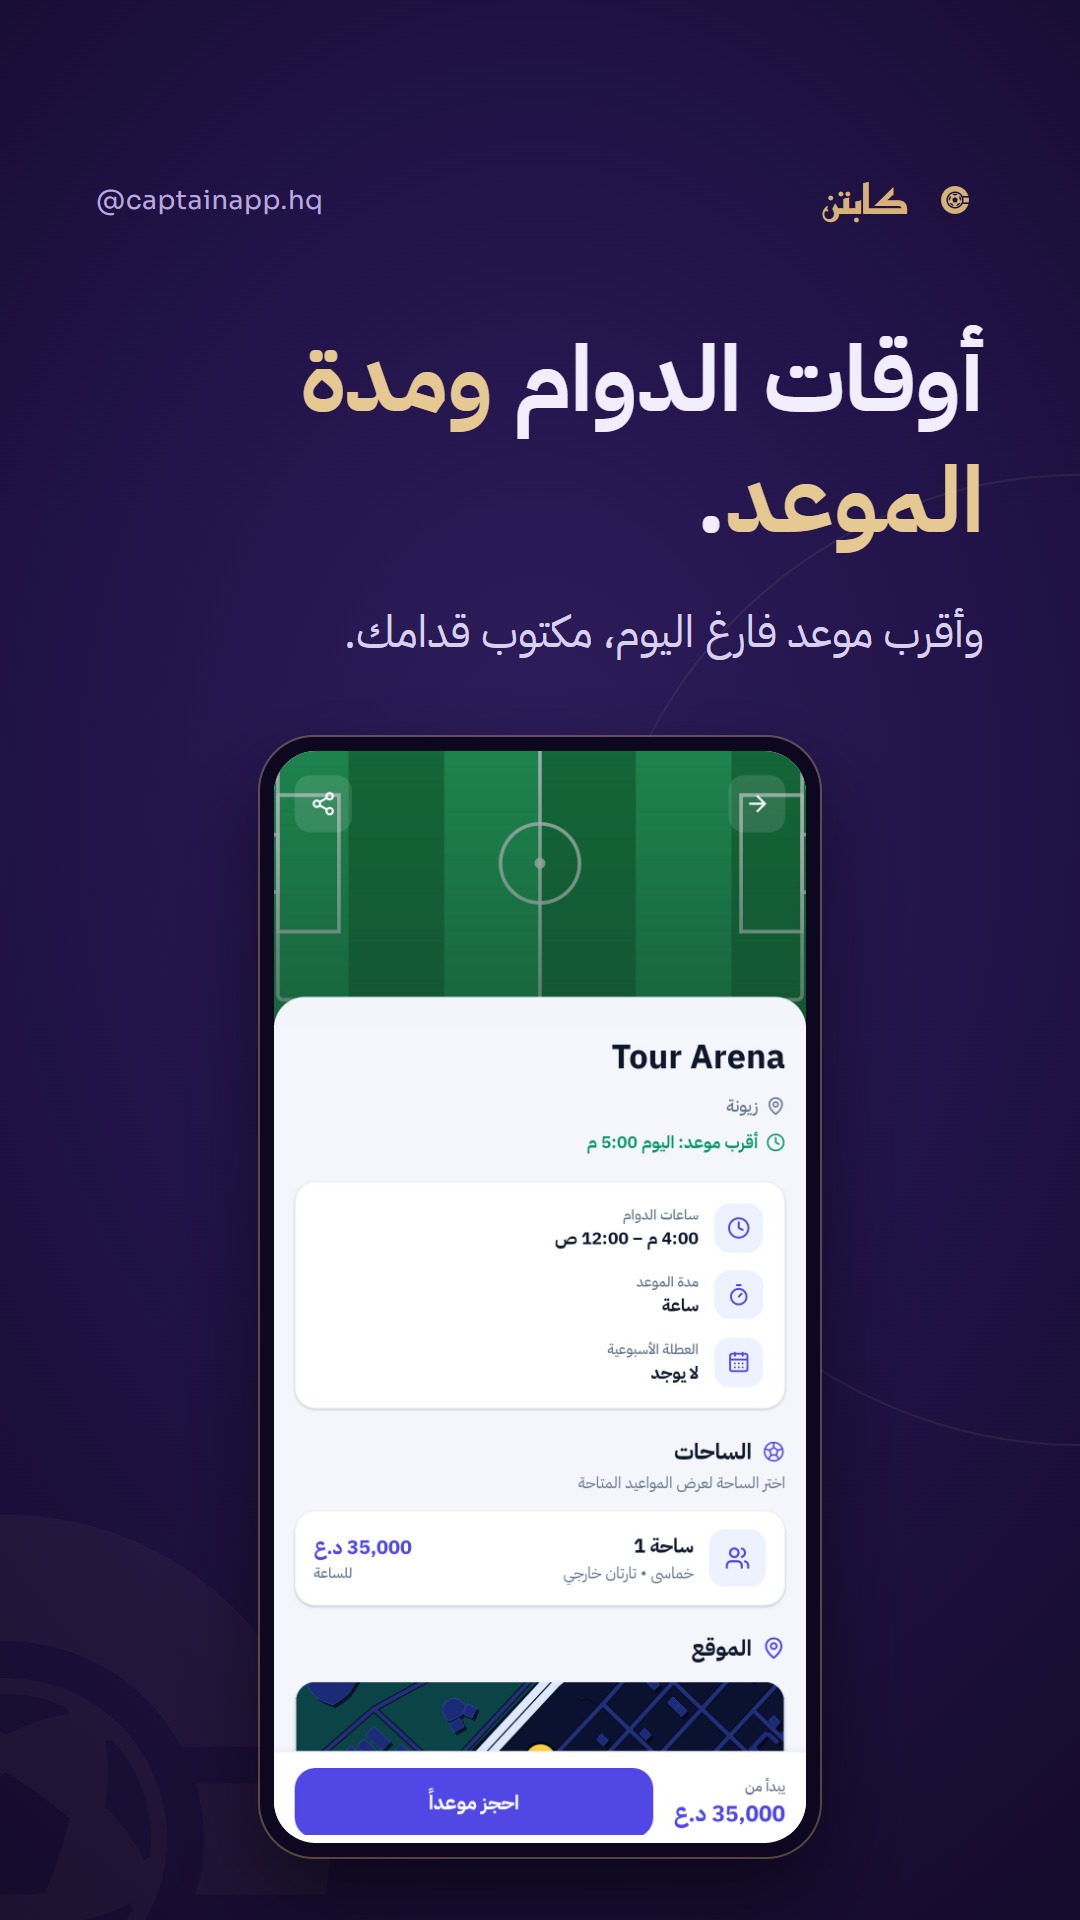 كابتن
@captainapp.hq
أوقات الدوام ومدة
الموعد.
وأقرب موعد فارغ اليوم، مكتوب قدامك.
Tour Arena
زيونة
أقرب موعد: اليوم 5:00 م
ساعات الدوام
4:00 م – 12:00 ص
مدة الموعد
ساعة
العطلة الأسبوعية
لا يوجد
الساحات
اختر الساحة لعرض المواعيد المتاحة
ساحة 1
خماسي • تارتان خارجي
35,000 د.ع
للساعة
الموقع
يبدأ من
35,000 د.ع
احجز موعداً